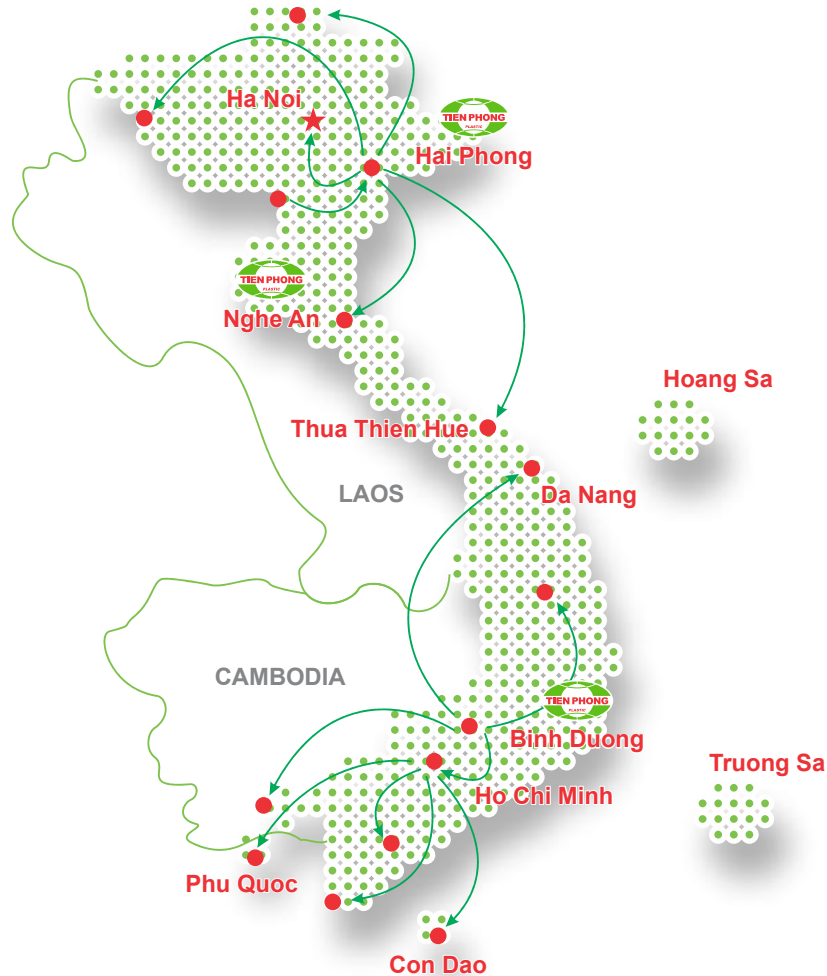 Ha Noi
TIEN PHONG
PLASTIC
Hai Phong
TIEN PHONG
PLASTIC
Nghe An
Hoang Sa
Thua Thien Hue
LAOS
Da Nang
CAMBODIA
TIEN PHONG
PLASTIC
Binh Duong
Truong Sa
Ho Chi Minh
Phu Quoc
Con Dao